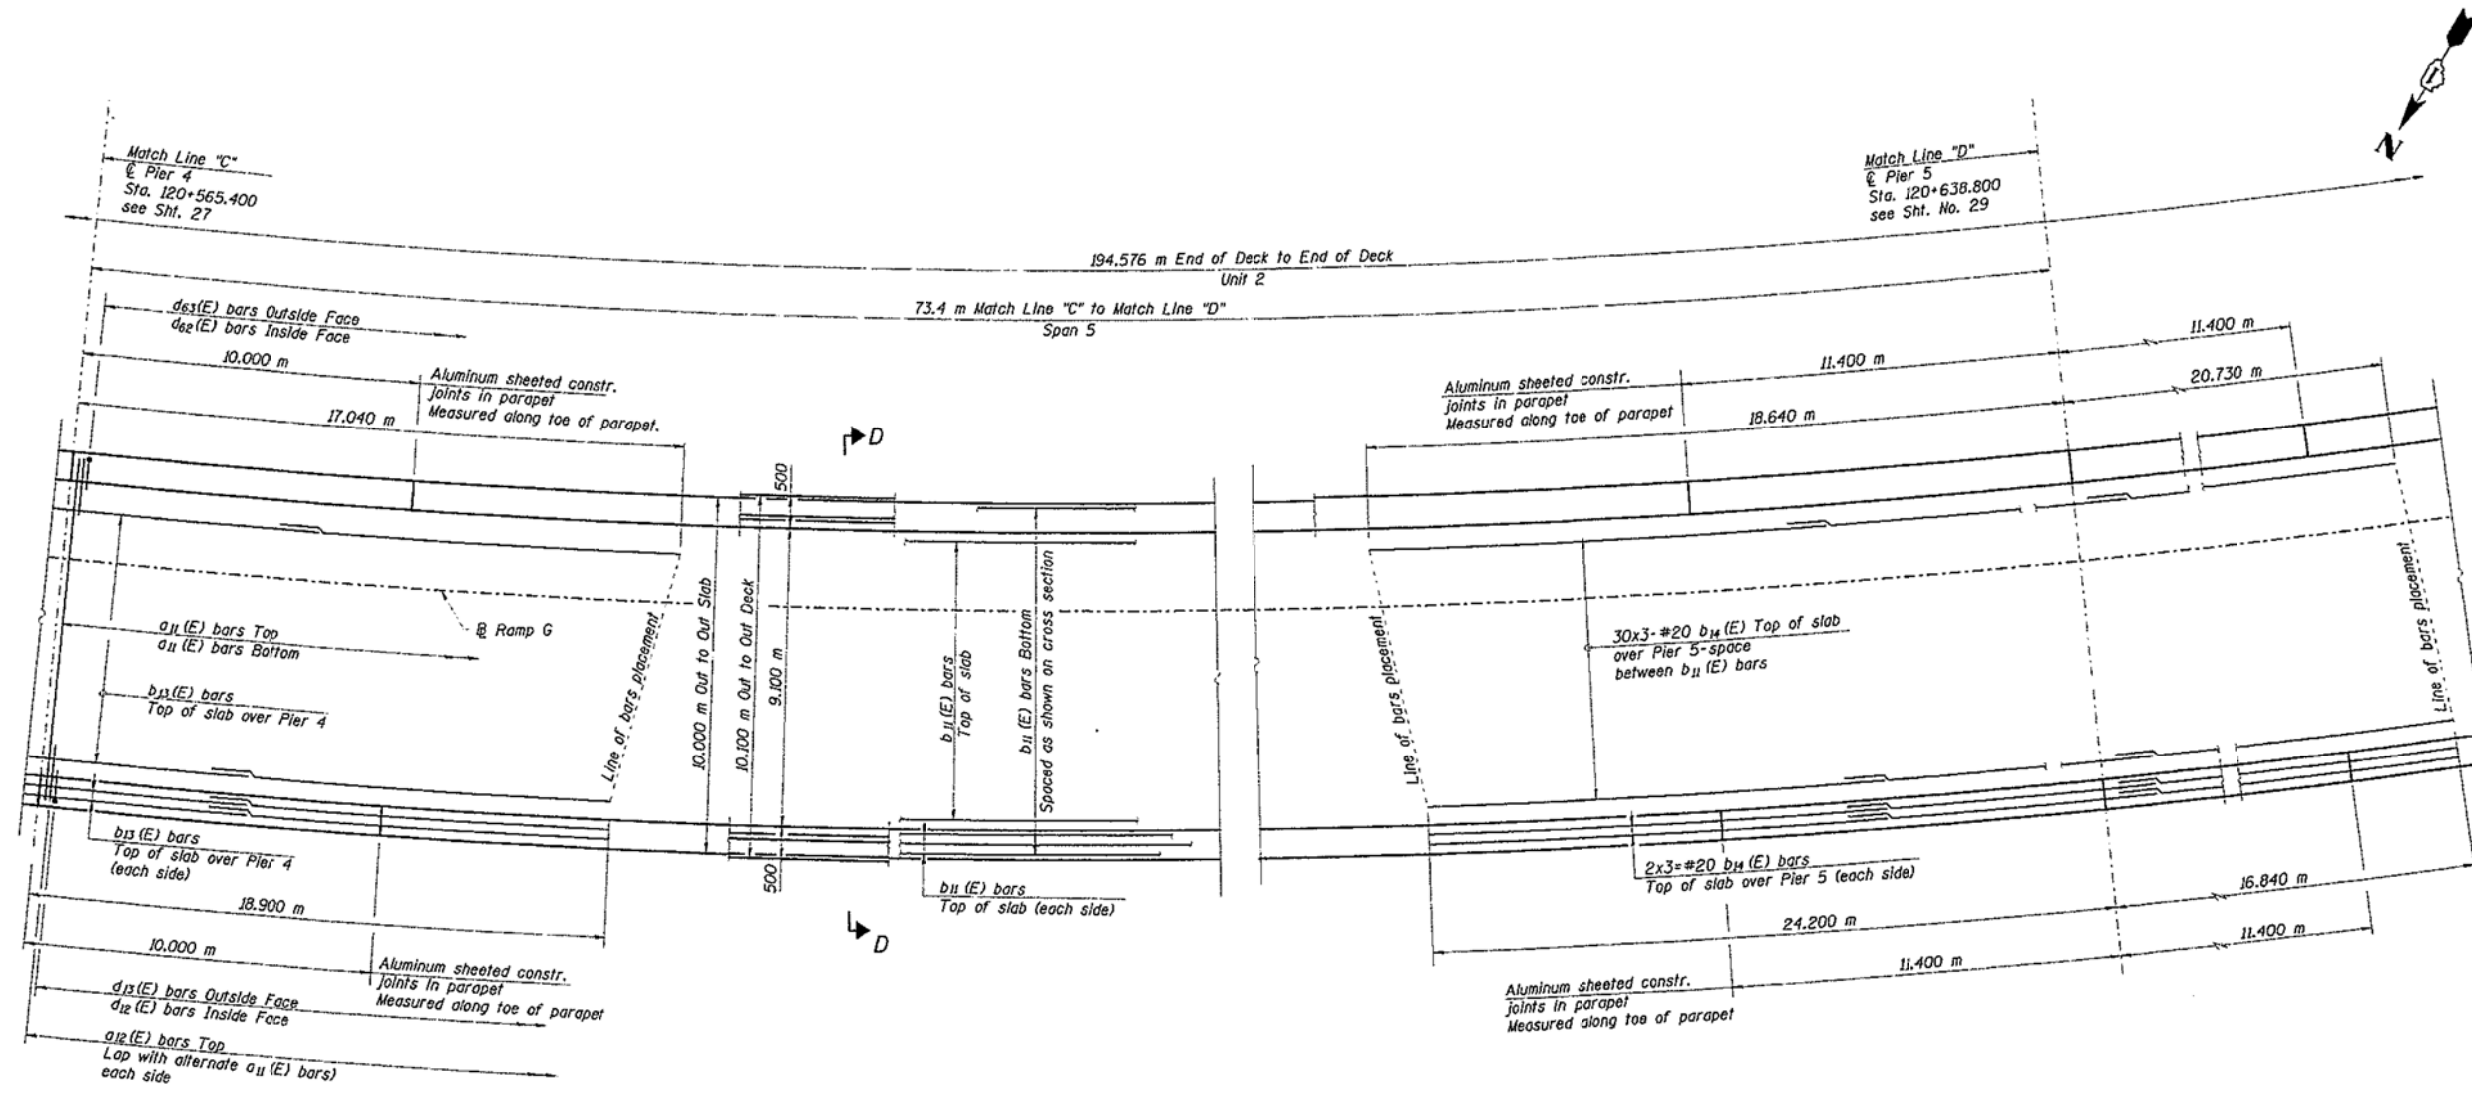 N
Match Line "C"
℄ Pier 4
Sta. 120+565.400
see Sht. 27
Match Line "D"
℄ Pier 5
Sta. 120+638.800
see Sht. No. 29
194.576 m End of Deck to End of Deck
Unit 2
73.4 m Match Line "C" to Match Line "D"
Span 5
d63(E) bars Outside Face
d62(E) bars Inside Face
10.000 m
Aluminum sheeted constr.
joints in parapet
Measured along toe of parapet.
17.040 m
11.400 m
11.400 m
20.730 m
Aluminum sheeted constr.
joints in parapet
Measured along toe of parapet
18.640 m
D
500
a11(E) bars Top
a11(E) bars Bottom
B Ramp G
b13(E) bars
Top of slab over Pier 4
Line of bars placement
10.000 m Out to Out Slab
10.100 m Out to Out Deck
9.100 m
b11(E) bars
Top of slab
b11(E) bars Bottom
Spaced as shown on cross section
Line of bars placement
30x3-#20 b14(E) Top of slab
over Pier 5-space
between b11(E) bars
Line of bars placement
b13(E) bars
Top of slab over Pier 4
(each side)
500
b11(E) bars
Top of slab (each side)
2x3=#20 b14(E) bars
Top of slab over Pier 5 (each side)
16.840 m
18.900 m
24.200 m
D
10.000 m
11.400 m
11.400 m
Aluminum sheeted constr.
joints in parapet
Measured along toe of parapet
Aluminum sheeted constr.
joints in parapet
Measured along toe of parapet
d13(E) bars Outside Face
d12(E) bars Inside Face
a12(E) bars Top
Lap with alternate a11(E) bars)
each side